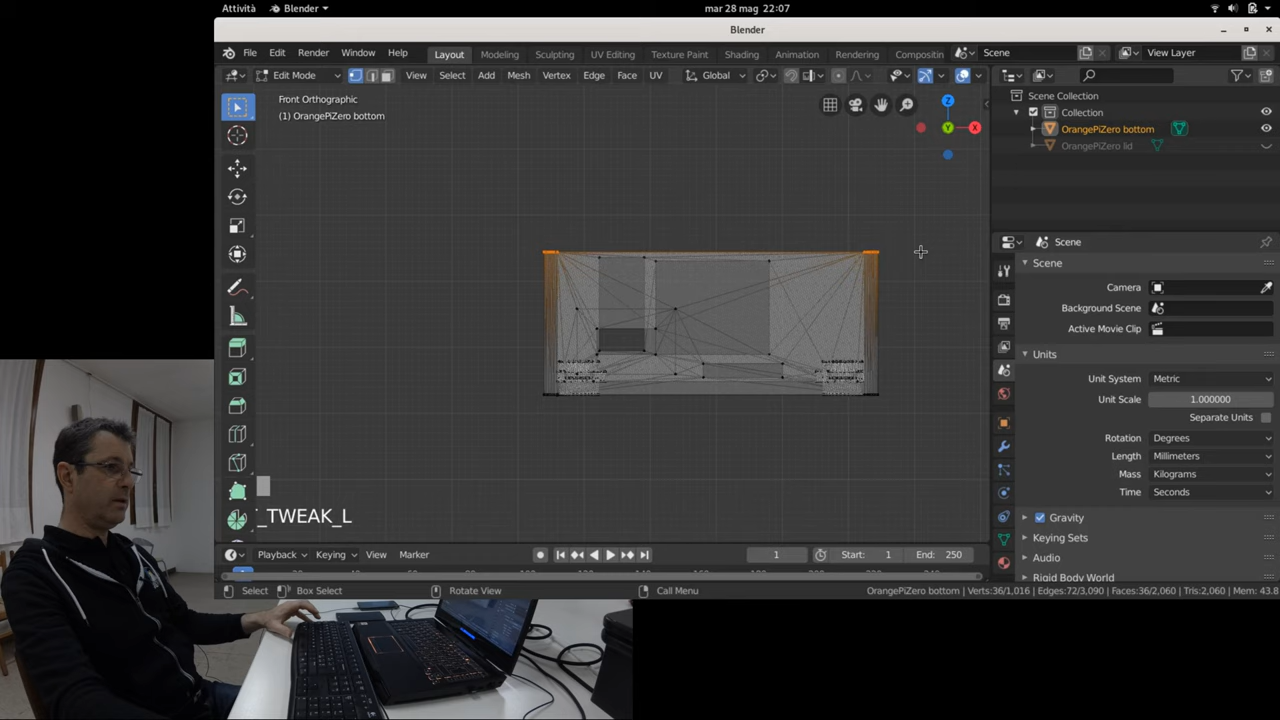 Attività Blender mar 28 mag 22:07
Blender
File Edit Render Window Help Layout Modeling Sculpting UV Editing Texture Paint Shading Animation Rendering Compositin Scene View Layer
Edit Mode View Select Add Mesh Vertex Edge Face UV Global
Front Orthographic
(1) OrangePiZero bottom
Z
Y
X
Scene Collection
Collection
OrangePiZero bottom
OrangePiZero lid
Scene
Scene
Camera
Background Scene
Active Movie Clip
Units
Unit System Metric
Unit Scale 1.000000
Separate Units
Rotation Degrees
Length Millimeters
Mass Kilograms
Time Seconds
Gravity
Keying Sets
Audio
Rigid Body World
_TWEAK_L
Playback Keying View Marker 1 Start: 1 End: 250
Select Box Select Rotate View Call Menu OrangePiZero bottom | Verts:36/1,016 | Edges:72/3,090 | Faces:36/2,060 | Tris:2,060 | Mem: 43.8